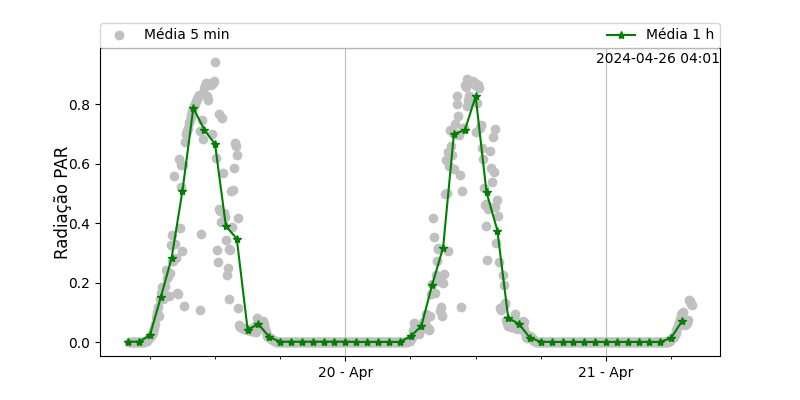 Média 5 min
Média 1 h
2024-04-26 04:01
Radiação PAR
0.8
0.6
0.4
0.2
0.0
20 - Apr
21 - Apr